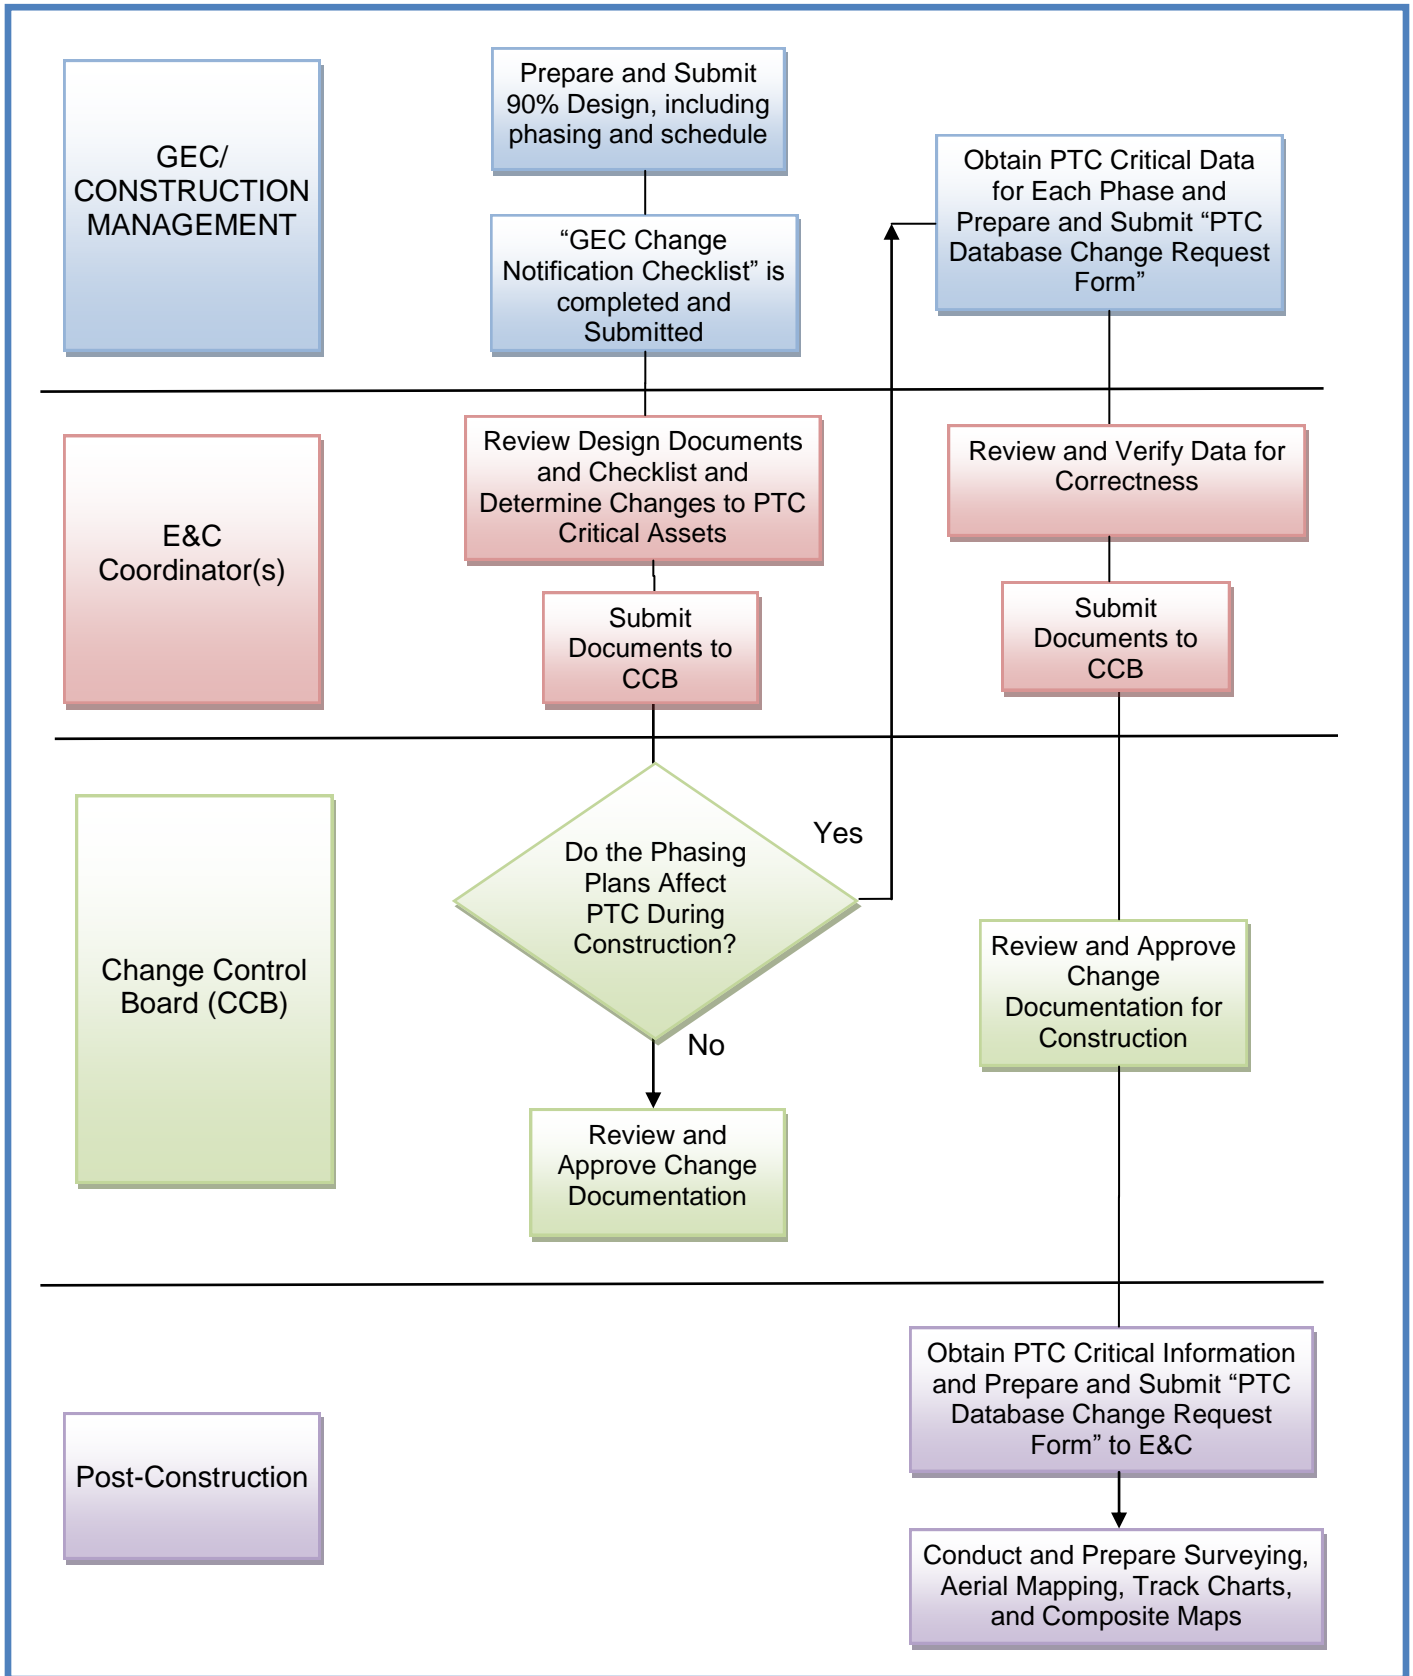 GEC/
CONSTRUCTION
MANAGEMENT
Prepare and Submit
90% Design, including
phasing and schedule
“GEC Change
Notification Checklist” is
completed and
Submitted
Obtain PTC Critical Data
for Each Phase and
Prepare and Submit “PTC
Database Change Request
Form”
E&C
Coordinator(s)
Review Design Documents
and Checklist and
Determine Changes to PTC
Critical Assets
Submit
Documents to
CCB
Review and Verify Data for
Correctness
Submit
Documents to
CCB
Change Control
Board (CCB)
Do the Phasing
Plans Affect
PTC During
Construction?
Yes
No
Review and
Approve Change
Documentation
Review and Approve
Change
Documentation for
Construction
Post-Construction
Obtain PTC Critical Information
and Prepare and Submit “PTC
Database Change Request
Form” to E&C
Conduct and Prepare Surveying,
Aerial Mapping, Track Charts,
and Composite Maps